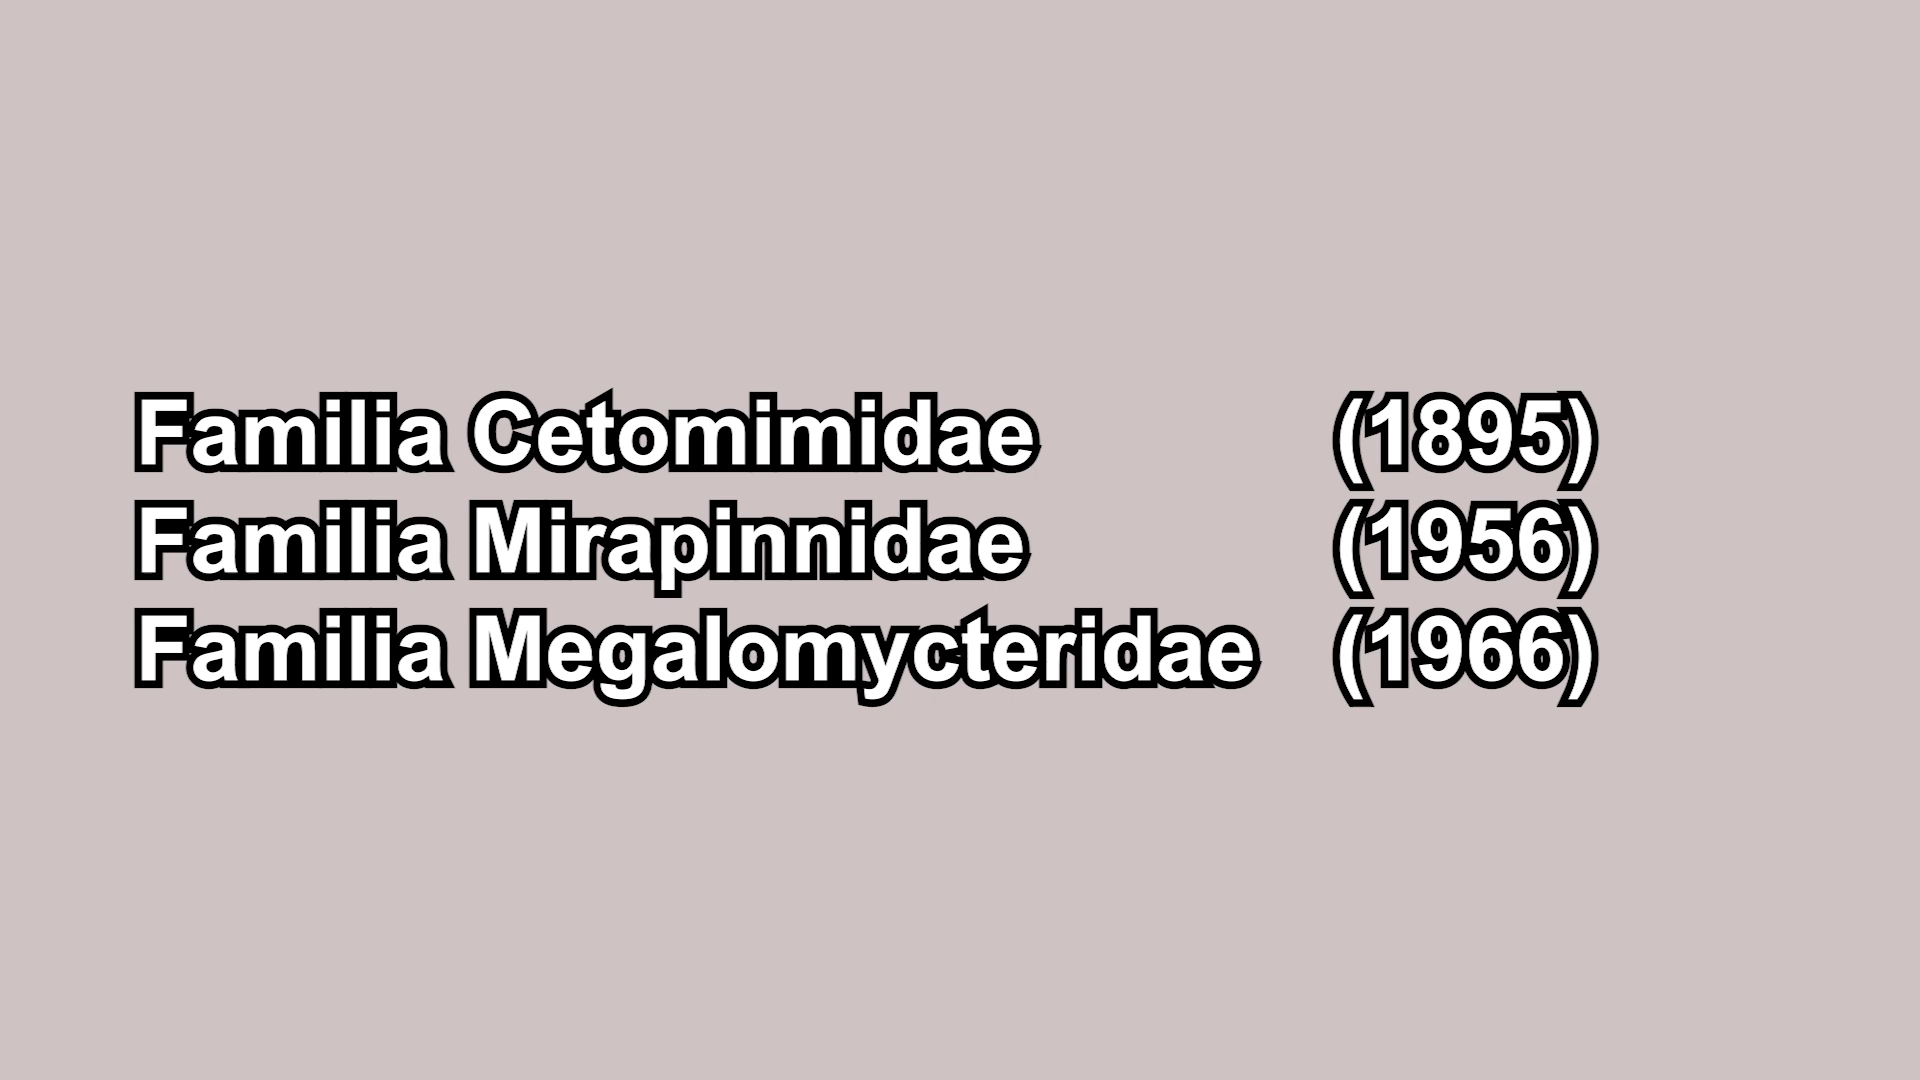 Familia Cetomimidae (1895)
Familia Mirapinnidae (1956)
Familia Megalomycteridae (1966)